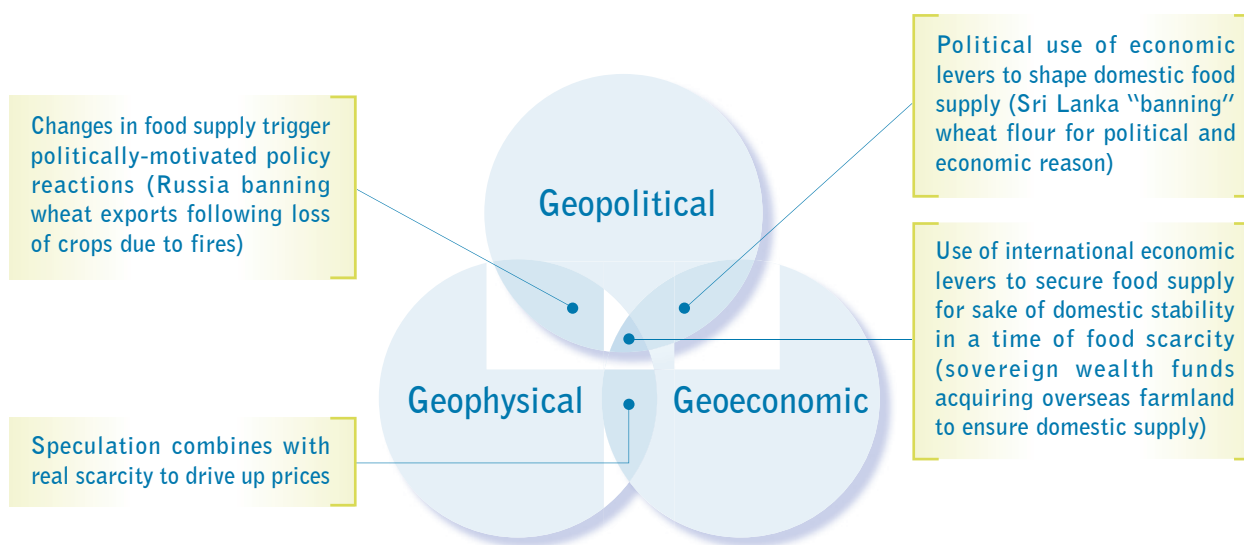 Changes in food supply trigger
politically-motivated policy
reactions (Russia banning
wheat exports following loss
of crops due to fires)
Speculation combines with
real scarcity to drive up prices
Geopolitical
Geophysical
Geoeconomic
Political use of economic
levers to shape domestic food
supply (Sri Lanka “banning”
wheat flour for political and
economic reason)
Use of international economic
levers to secure food supply
for sake of domestic stability
in a time of food scarcity
(sovereign wealth funds
acquiring overseas farmland
to ensure domestic supply)